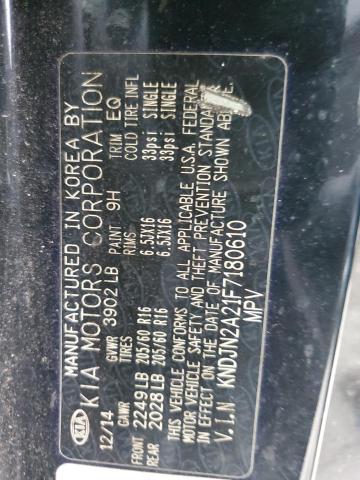 MANUFACTURED IN KOREA BY
KIA KIA MOTORS CORPORATION
12/14 GVWR 3902LB PAINT 9H TRIM EQ
GAWR TIRES RIMS COLD TIRE INFL
FRONT 2249LB 205/60 R16 6.5JX16 33psi SINGLE
REAR 2028LB 205/60 R16 6.5JX16 33psi SINGLE
THIS VEHICLE CONFORMS TO ALL APPLICABLE U.S.A. FEDERAL
MOTOR VEHICLE SAFETY AND THEFT PREVENTION STANDARDS
IN EFFECT ON THE DATE OF MANUFACTURE SHOWN ABOVE.
V.I.N KNDJN2A21F7180610
MPV